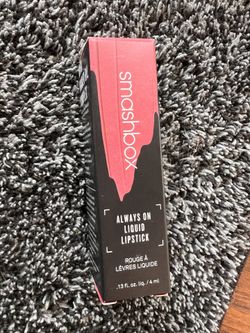 smashbox
ALWAYS ON
LIQUID
LIPSTICK
ROUGE À
LÈVRES LIQUIDE
.13 fl. oz. liq. / 4 ml